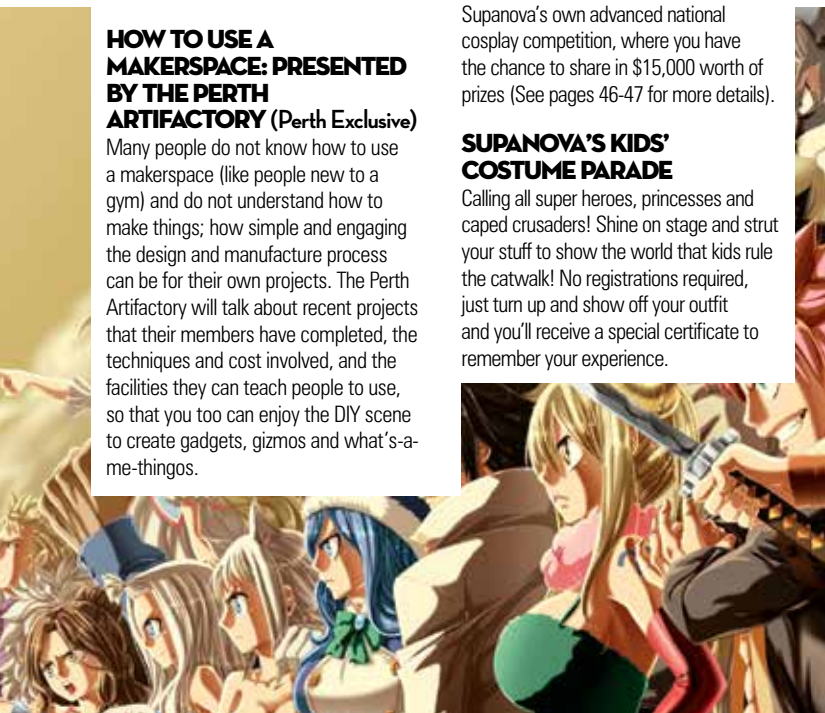 HOW TO USE A
MAKERSPACE: PRESENTED
BY THE PERTH
ARTIFACTORY (Perth Exclusive)
Many people do not know how to use
a makerspace (like people new to a
gym) and do not understand how to
make things; how simple and engaging
the design and manufacture process
can be for their own projects. The Perth
Artifactory will talk about recent projects
that their members have completed, the
techniques and cost involved, and the
facilities they can teach people to use,
so that you too can enjoy the DIY scene
to create gadgets, gizmos and what's-a-
me-thingos.
Supanova's own advanced national
cosplay competition, where you have
the chance to share in $15,000 worth of
prizes (See pages 46-47 for more details).
SUPANOVA'S KIDS'
COSTUME PARADE
Calling all super heroes, princesses and
caped crusaders! Shine on stage and strut
your stuff to show the world that kids rule
the catwalk! No registrations required,
just turn up and show off your outfit
and you'll receive a special certificate to
remember your experience.